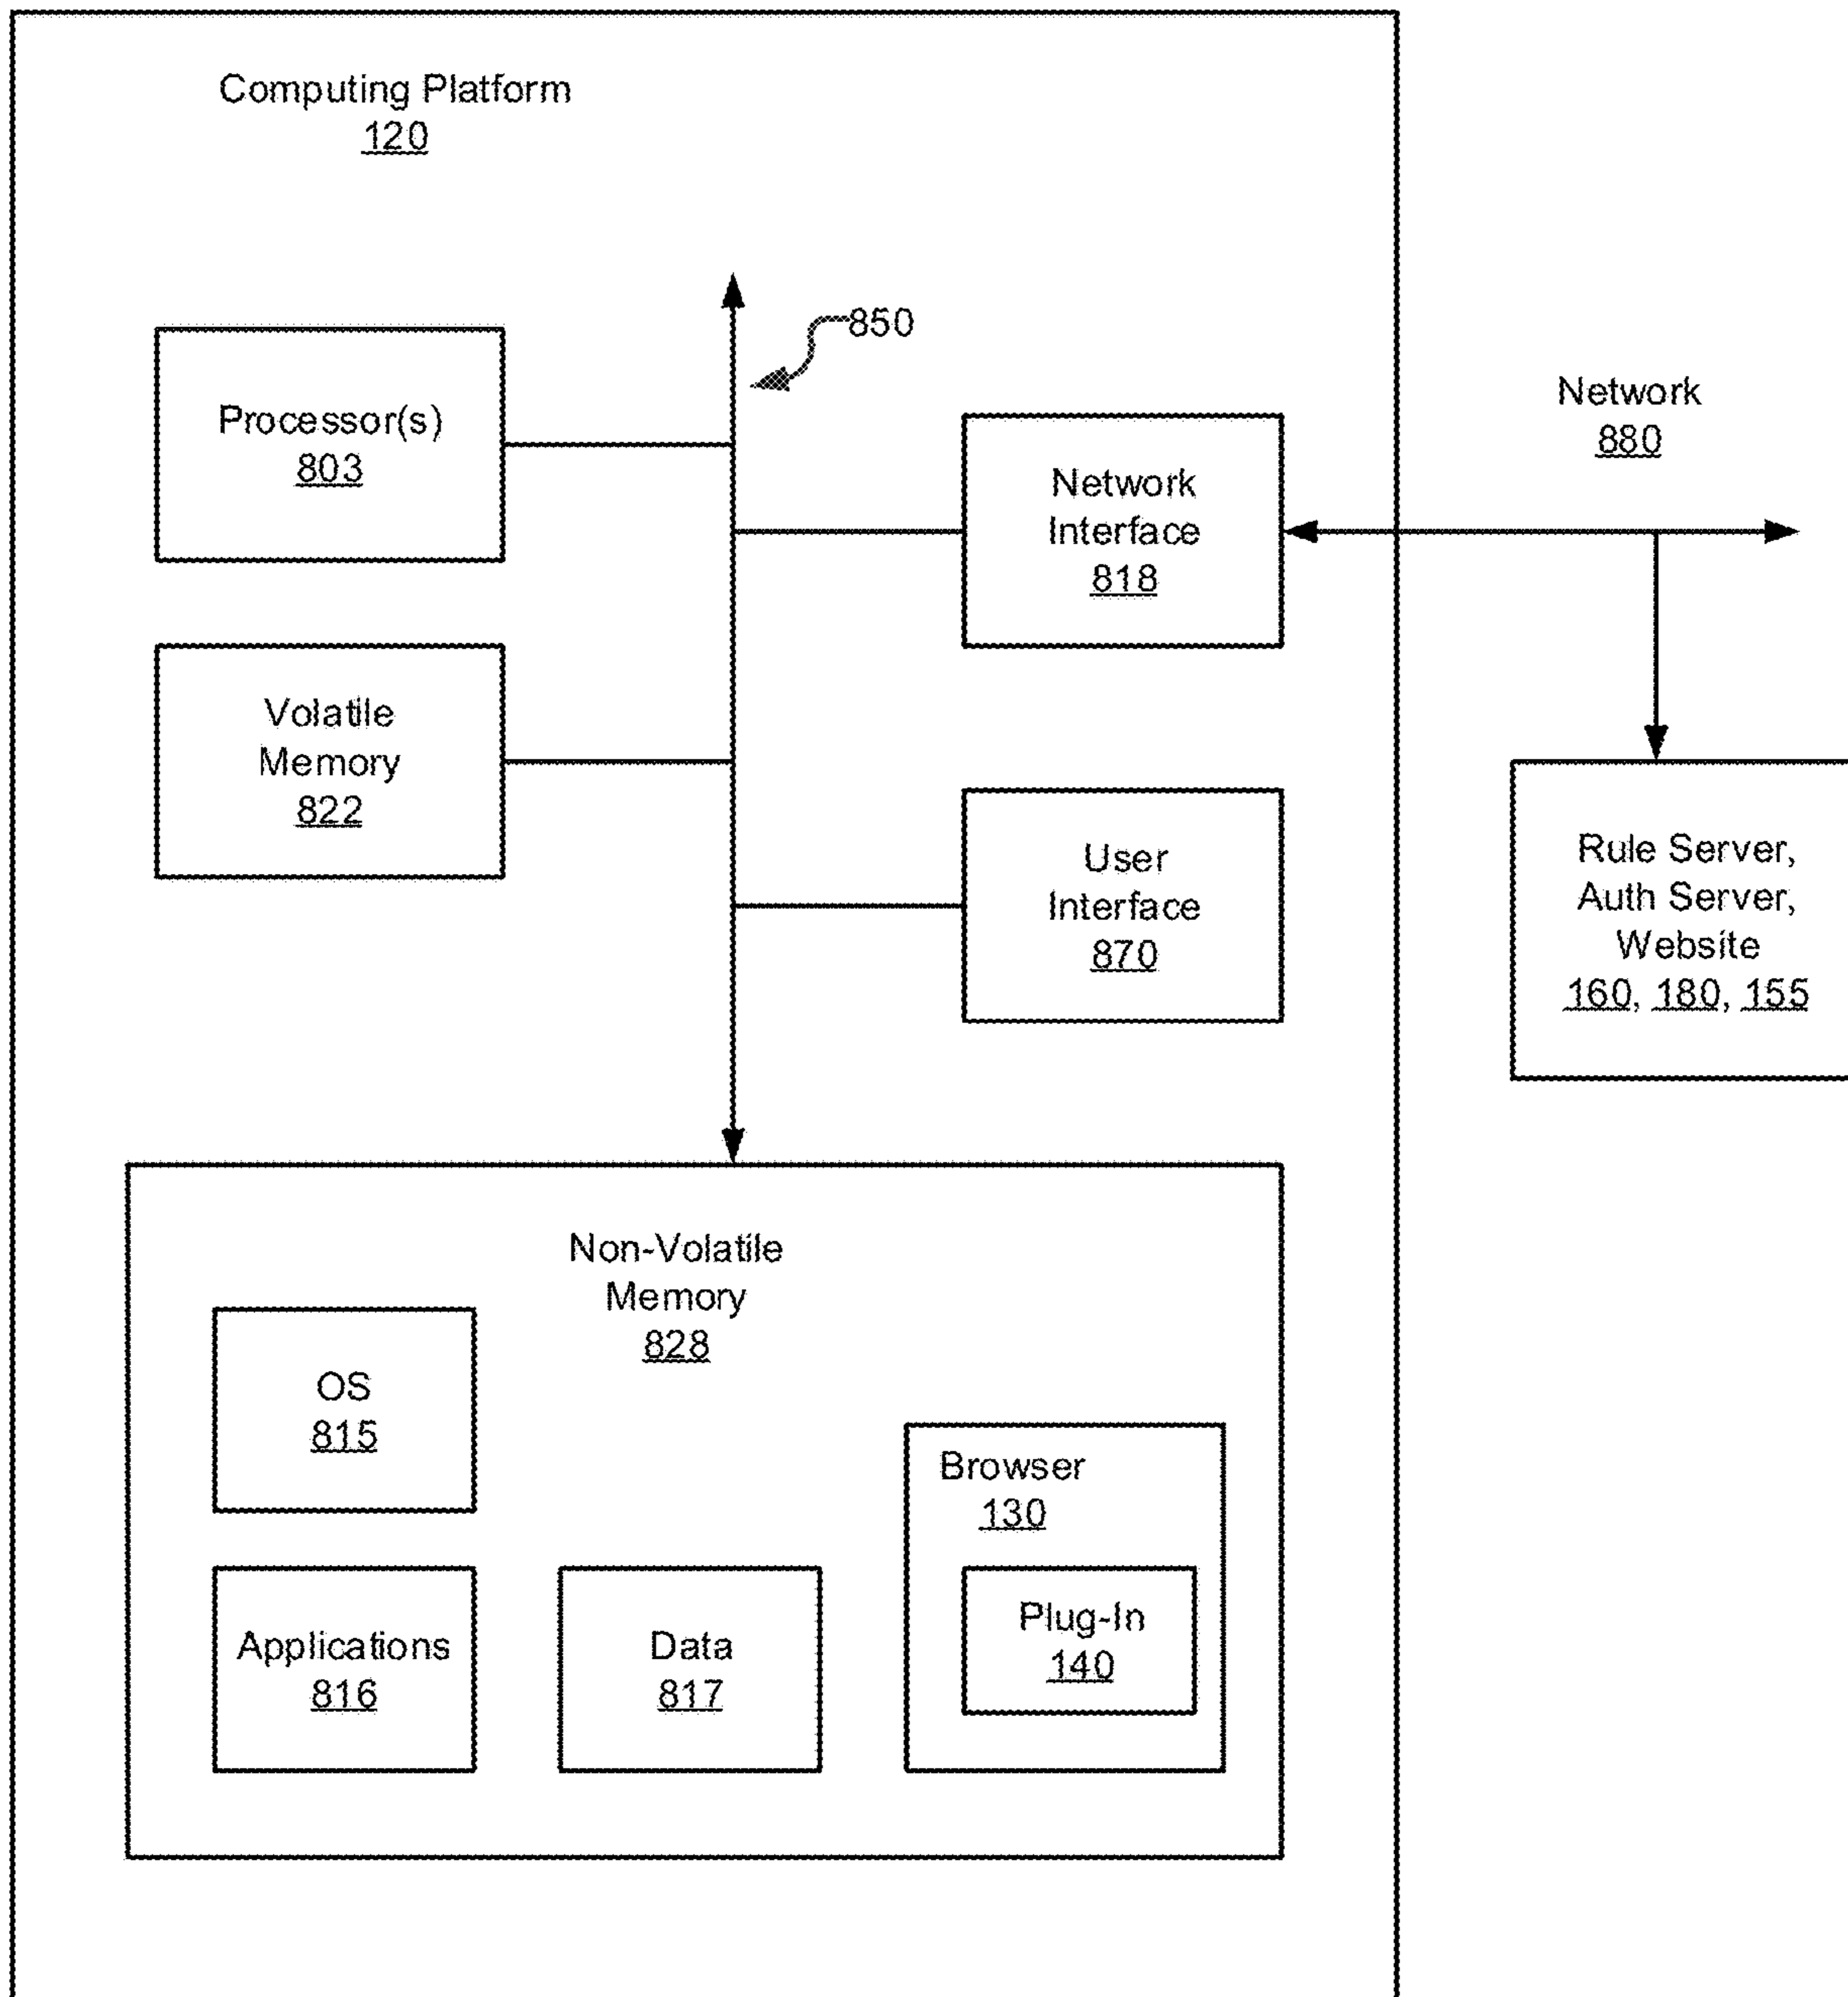 Computing Platform
120
850
Processor(s)
803
Network
Interface
818
Network
880
Volatile
Memory
822
User
Interface
870
Rule Server,
Auth Server,
Website
160, 180, 155
Non-Volatile
Memory
828
OS
815
Browser
130
Applications
816
Data
817
Plug-In
140